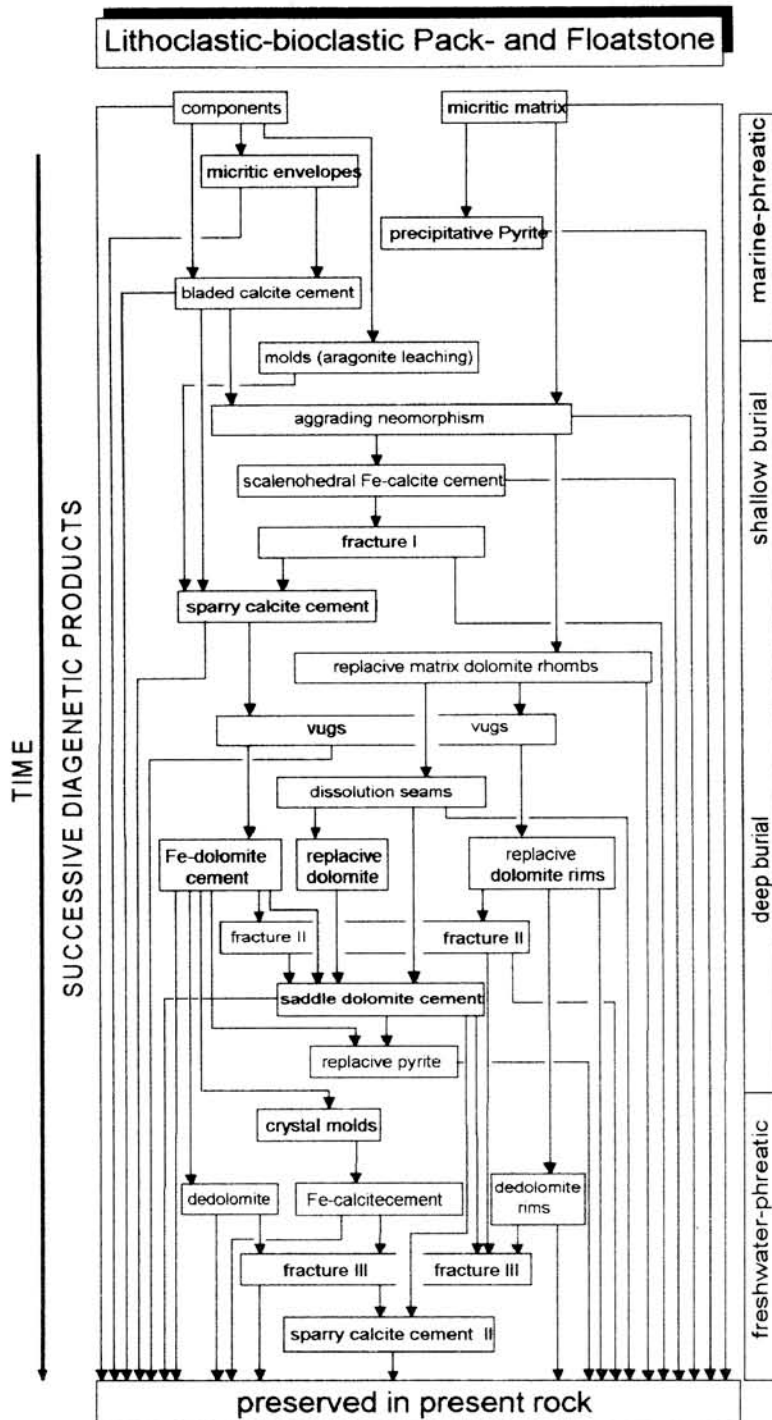 Lithoclastic-bioclastic Pack- and Floatstone
components
micritic matrix
micritic envelopes
precipitative Pyrite
bladed calcite cement
molds (aragonite leaching)
aggrading neomorphism
scalenohedral Fe-calcite cement
fracture I
sparry calcite cement
replacive matrix dolomite rhombs
vugs
vugs
dissolution seams
Fe-dolomite
cement
replacive
dolomite
replacive
dolomite rims
fracture II
fracture II
saddle dolomite cement
replacive pyrite
crystal molds
dedolomite
Fe-calcitecement
dedolomite
rims
fracture III
fracture III
sparry calcite cement II
preserved in present rock
TIME
SUCCESSIVE DIAGENETIC PRODUCTS
marine-phreatic
shallow burial
deep burial
freshwater-phreatic